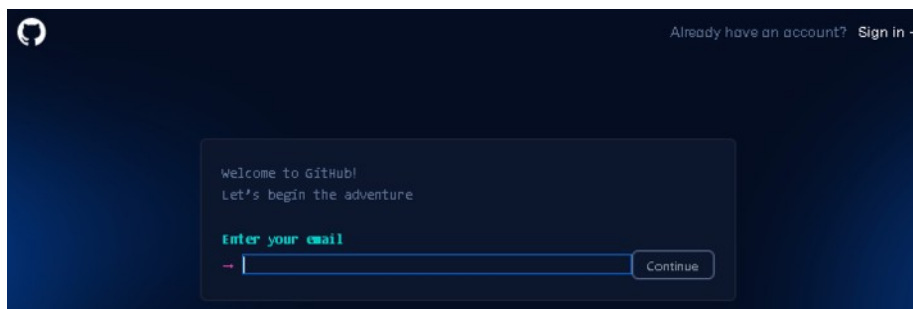 Already have an account? Sign in
Welcome to GitHub!
Let's begin the adventure
Enter your email
→ Continue